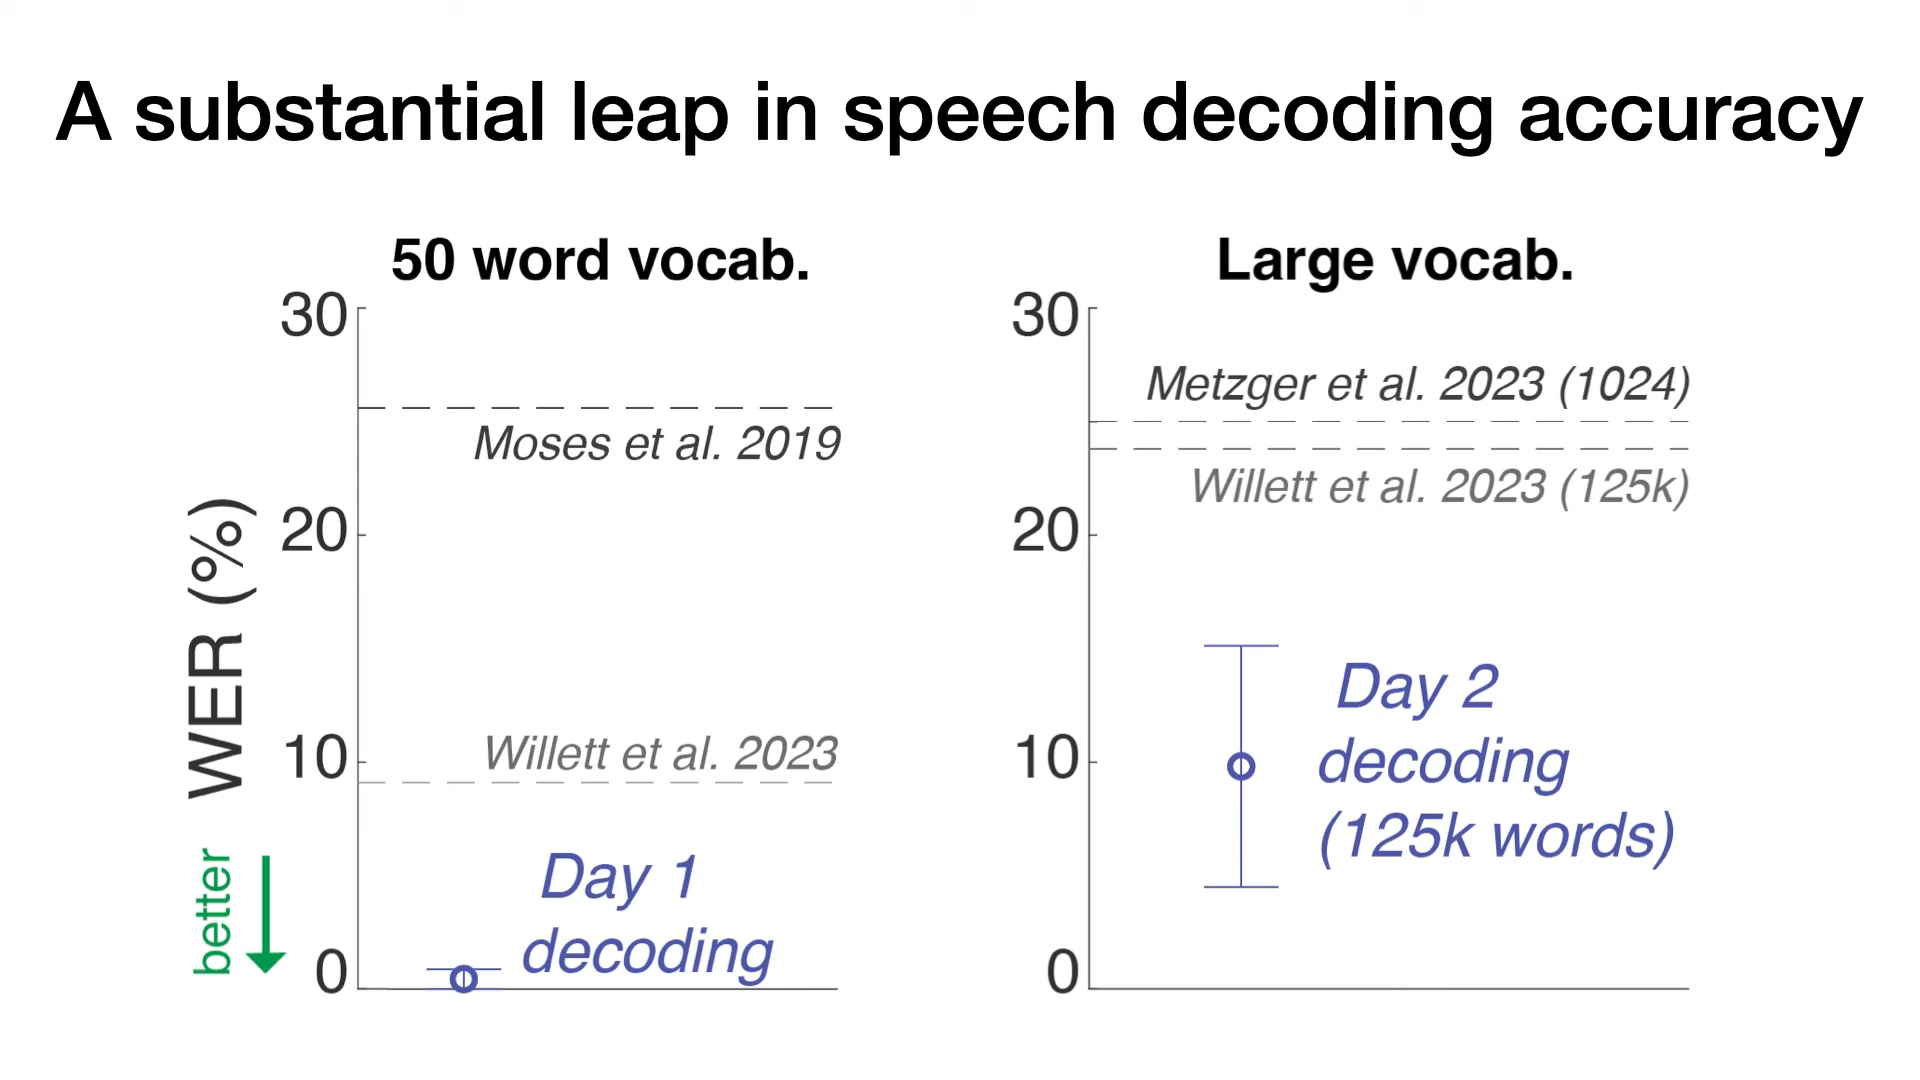 A substantial leap in speech decoding accuracy
50 word vocab.
30
20
10
0
WER (%)
better
Moses et al. 2019
Willett et al. 2023
Day 1
decoding
Large vocab.
30
20
10
0
Metzger et al. 2023 (1024)
Willett et al. 2023 (125k)
Day 2
decoding
(125k words)